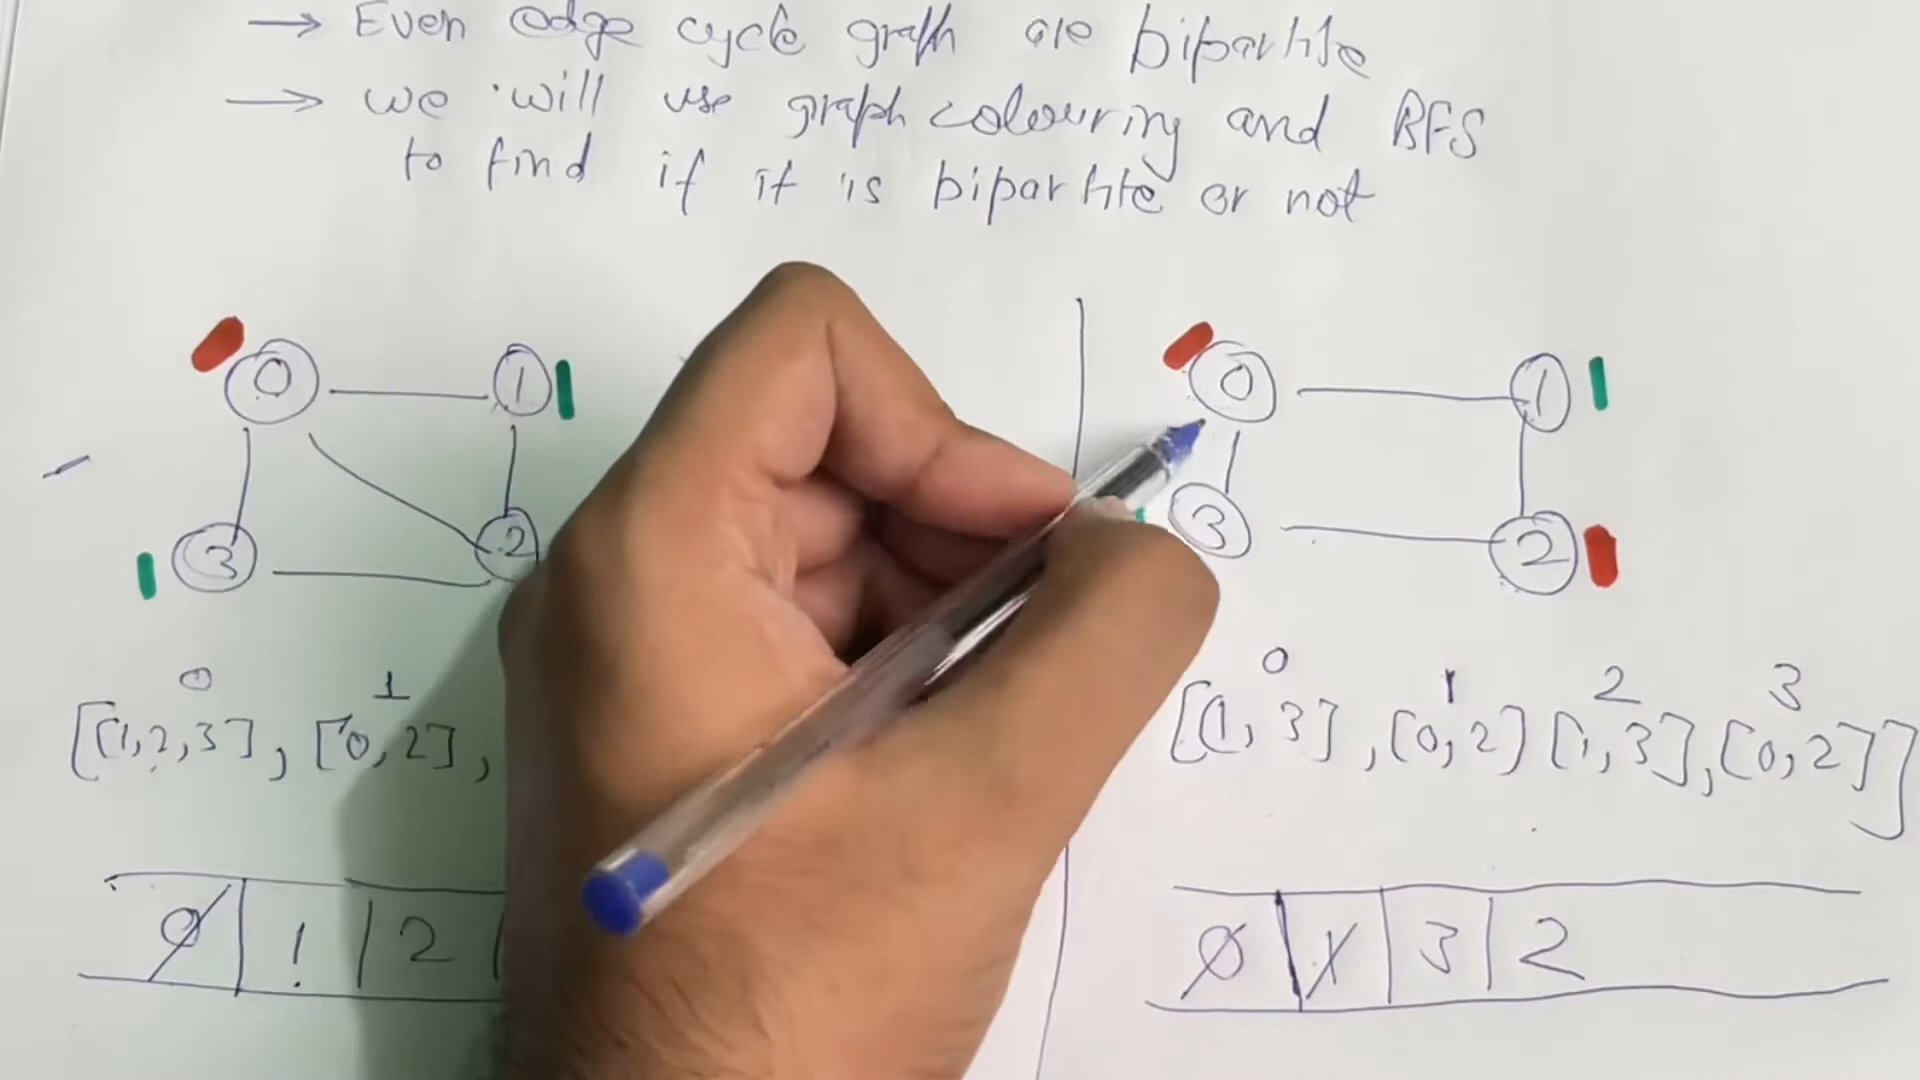 → Even edge cycle graph are bipartite
→ we will use graph colouring and BFS
to find if it is bipartite or not
0 1
3 2
0 1
3 2
0 1
[[1,2,3], [0,2],
0 1 2 3
[[1,3],[0,2][1,3],[0,2]]
0 1 2
0 1 3 2